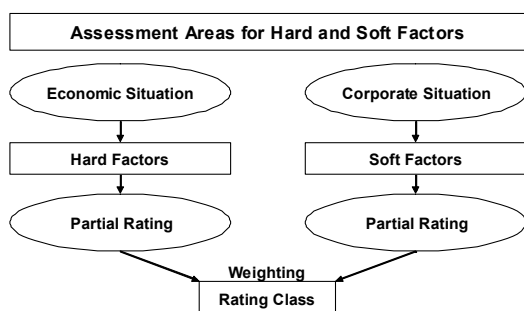 Assessment Areas for Hard and Soft Factors
Economic Situation
Corporate Situation
Hard Factors
Soft Factors
Partial Rating
Partial Rating
Weighting
Rating Class